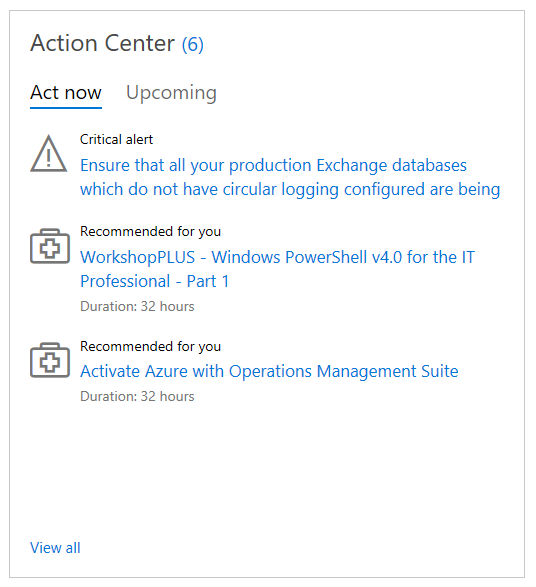 Action Center (6)
Act now Upcoming
Critical alert
Ensure that all your production Exchange databases
which do not have circular logging configured are being
Recommended for you
WorkshopPLUS - Windows PowerShell v4.0 for the IT
Professional - Part 1
Duration: 32 hours
Recommended for you
Activate Azure with Operations Management Suite
Duration: 32 hours
View all